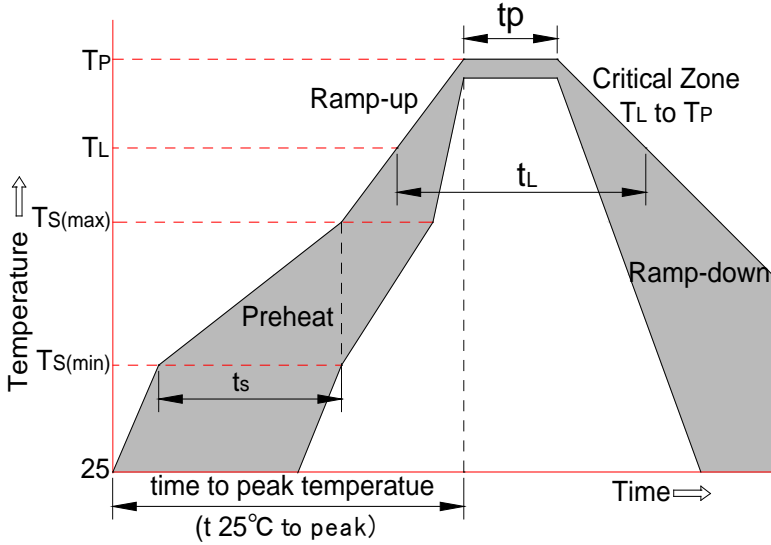 tp
TP
Ramp-up
Critical Zone
TL to TP
TL
tL
TS(max)
Temperature
Preheat
Ramp-down
TS(min)
ts
25
time to peak temperatue
Time
(t 25°C to peak)